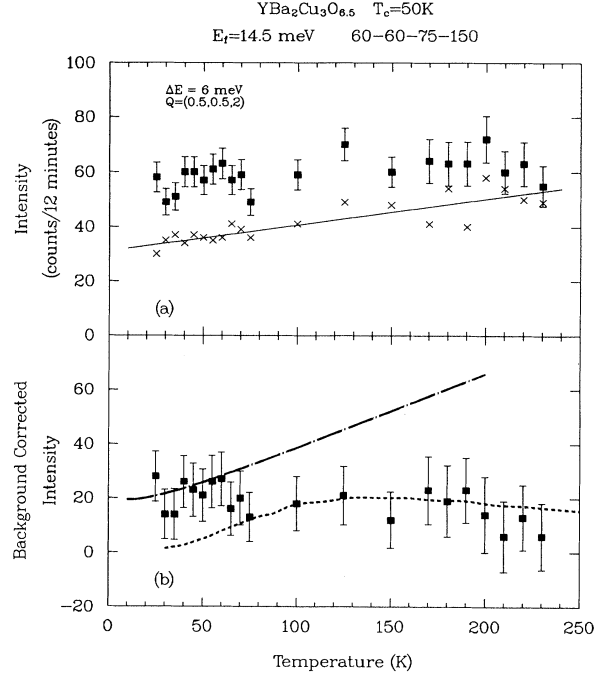 YBa₂Cu₃O₆.₅ T꜀=50K
E_f=14.5 meV 60-60-75-150
100
ΔE = 6 meV
Q=(0.5,0.5,2)
80
60
40
20
0
Intensity
(counts/12 minutes)
(a)
60
40
20
0
-20
Background Corrected
Intensity
(b)
0 50 100 150 200 250
Temperature (K)